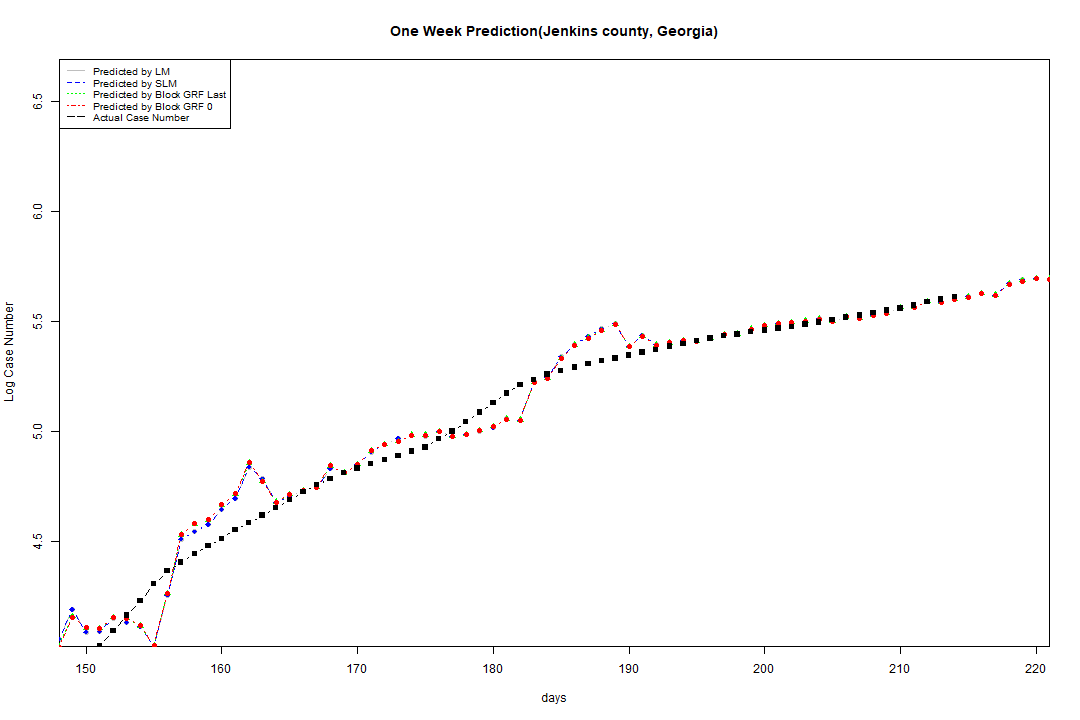 One Week Prediction(Jenkins county, Georgia)
Predicted by LM
Predicted by SLM
Predicted by Block GRF Last
Predicted by Block GRF 0
Actual Case Number
6.5
6.0
5.5
5.0
4.5
Log Case Number
150 160 170 180 190 200 210 220
days